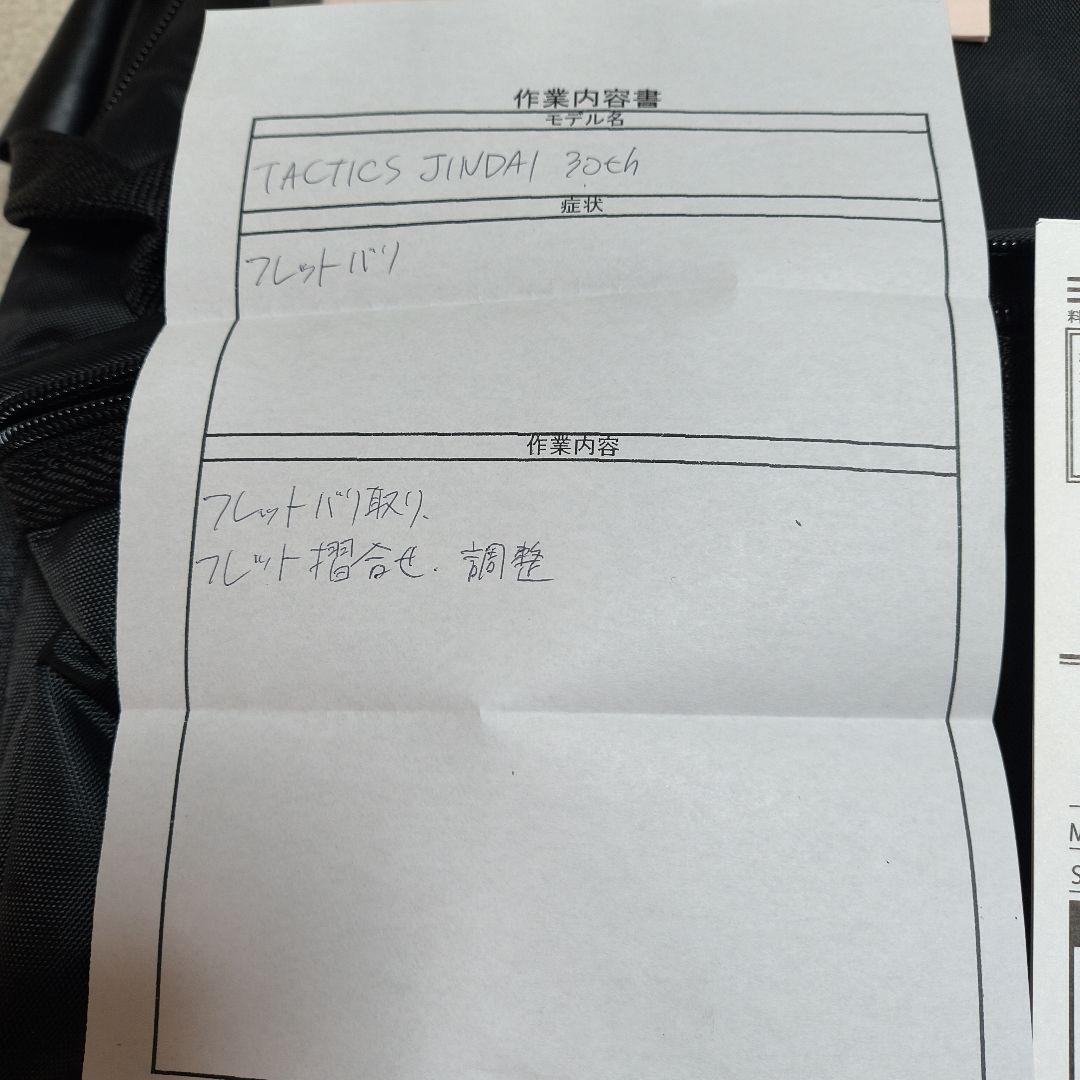 作業内容書
モデル名
TACTICS JINDAI 30th
症状
フレットバリ
作業内容
フレットバリ取り、
フレット摺合せ、調整
料
M
S